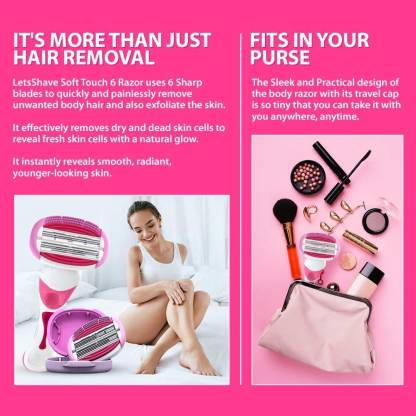 IT'S MORE THAN JUST
HAIR REMOVAL
LetsShave Soft Touch 6 Razor uses 6 Sharp
blades to quickly and painlessly remove
unwanted body hair and also exfoliate the skin.
It effectively removes dry and dead skin cells to
reveal fresh skin cells with a natural glow.
It instantly reveals smooth, radiant,
younger-looking skin.
FITS IN YOUR
PURSE
The Sleek and Practical design of
the body razor with its travel cap
is so tiny that you can take it with
you anywhere, anytime.